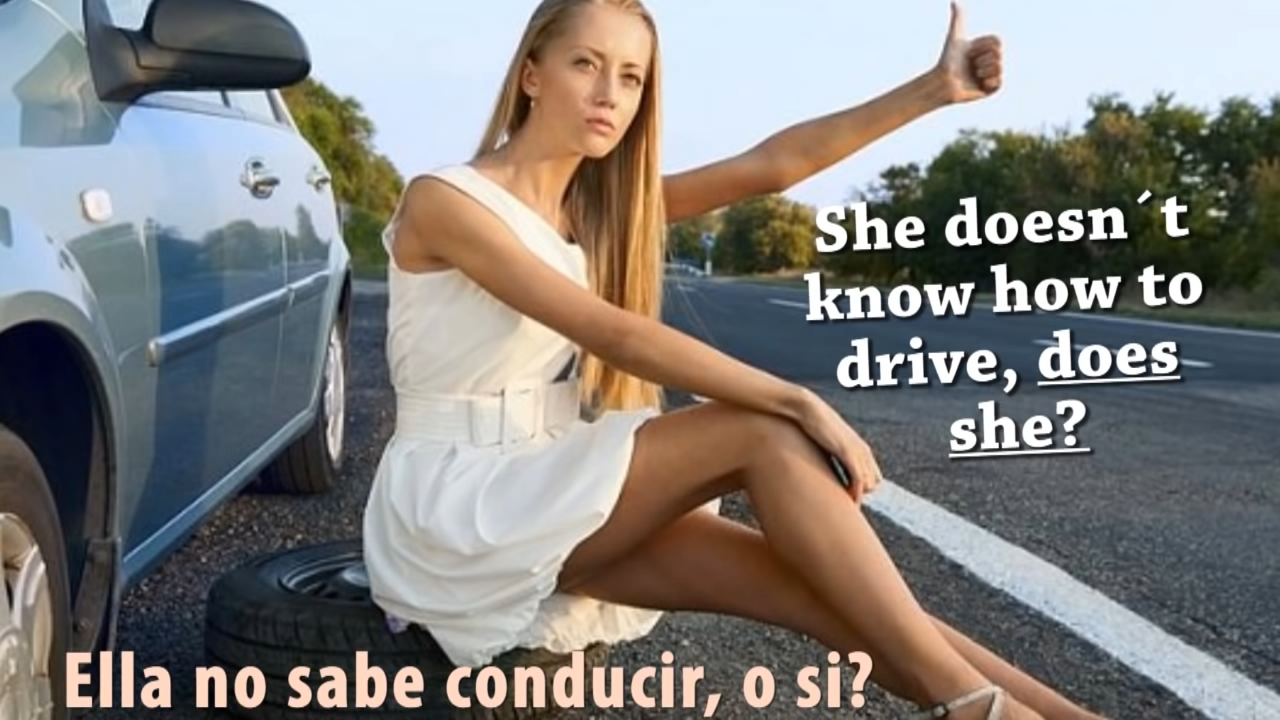 She doesn´t
know how to
drive, does
she?
Ella no sabe conducir, o si?